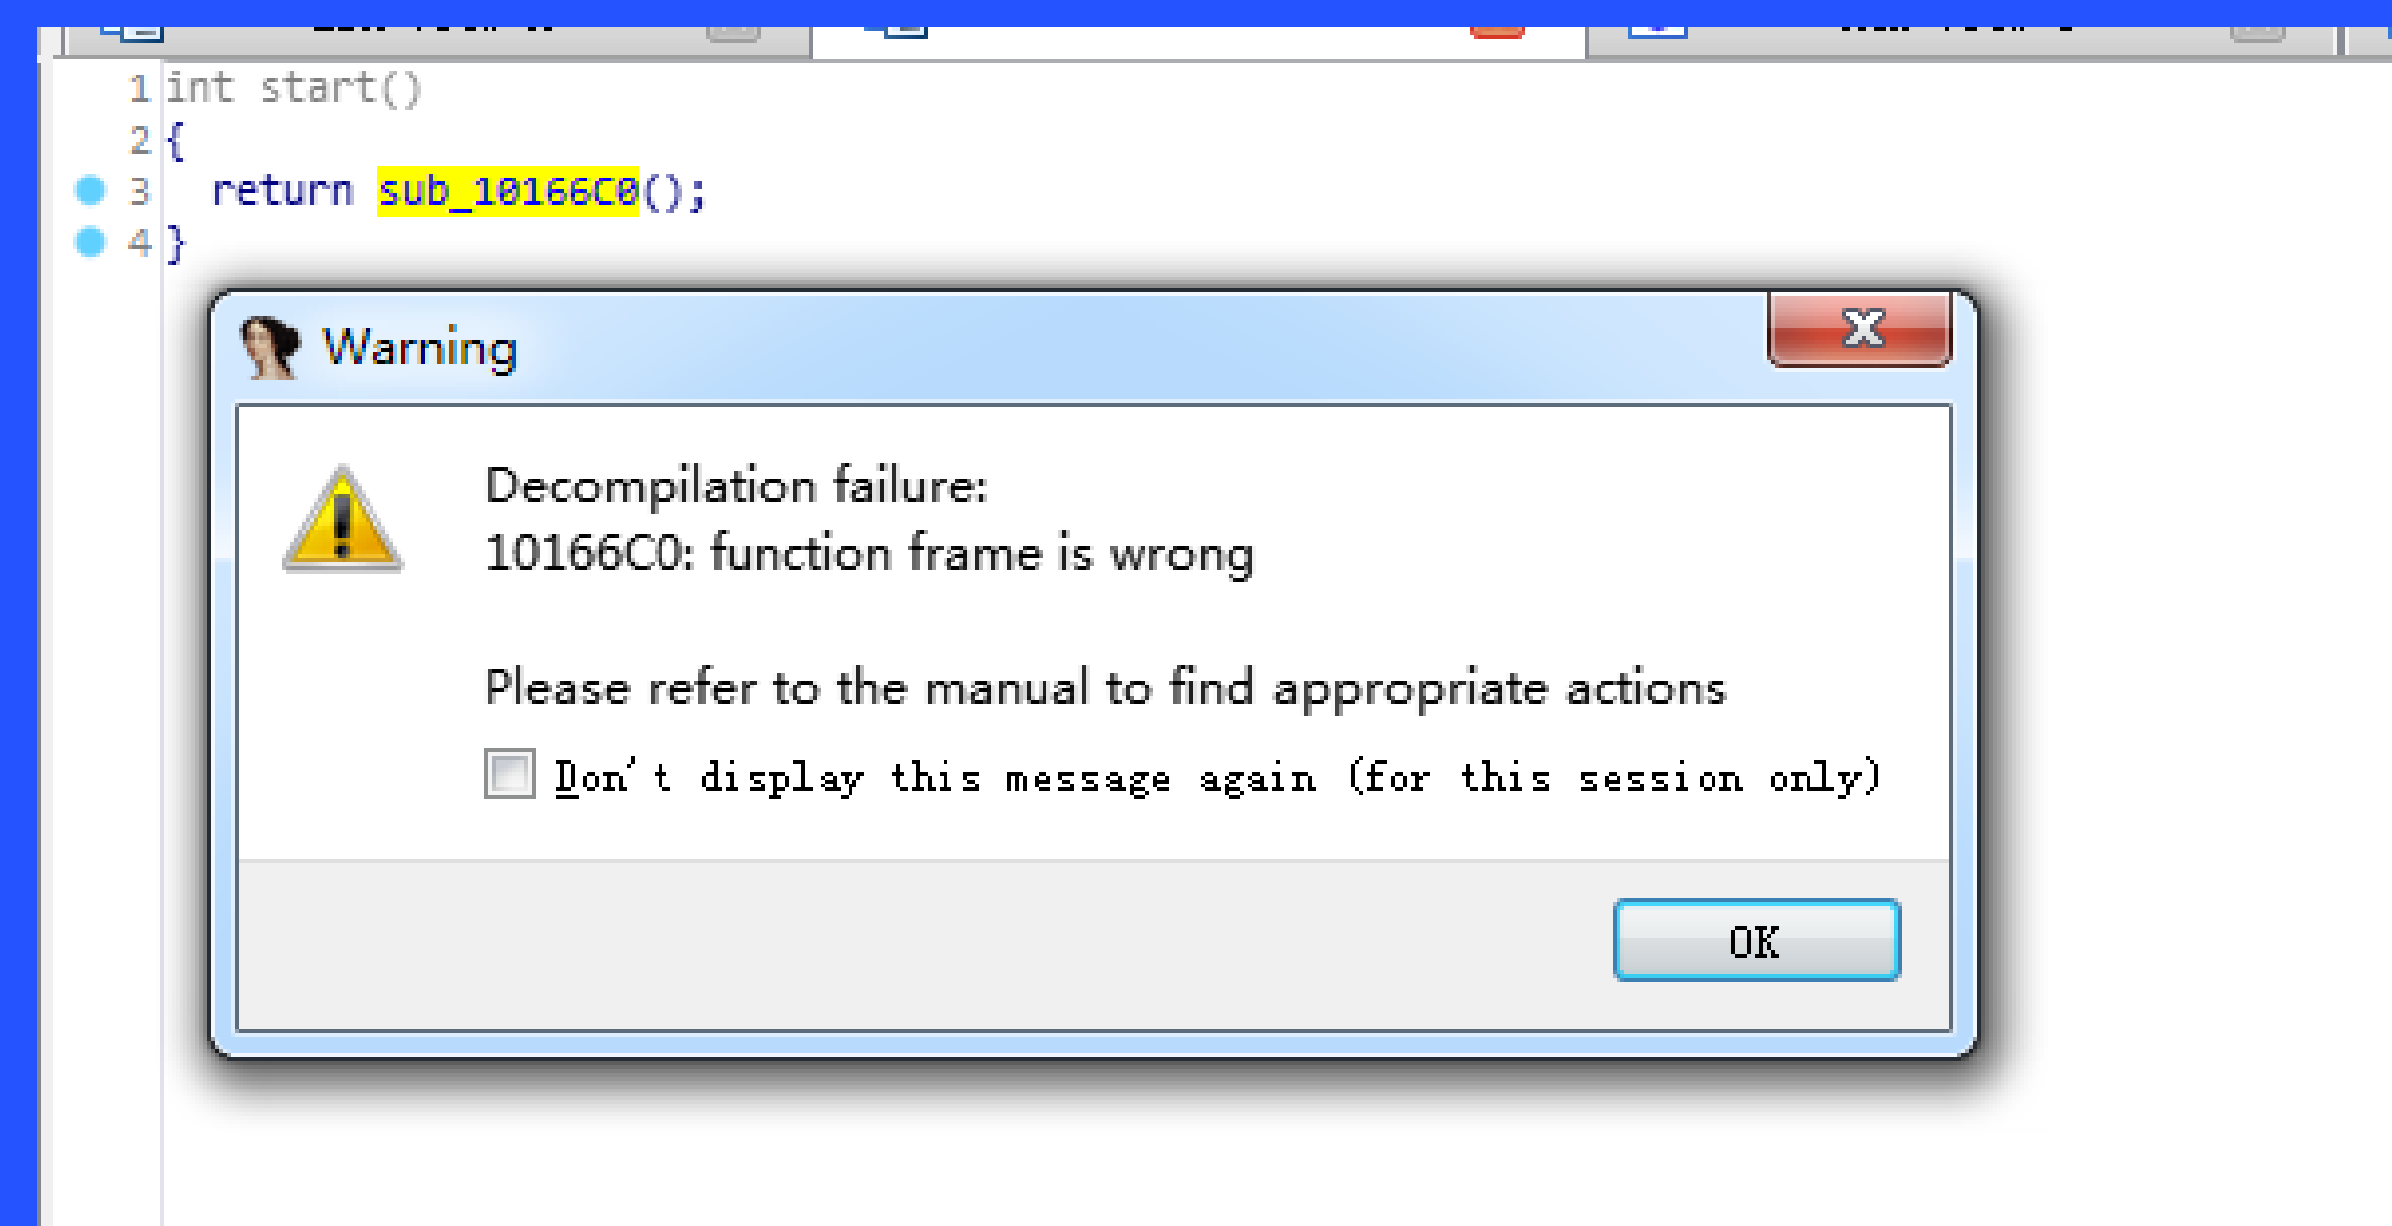 1 int start()
2 {
3 return sub_10166C0();
4 }
Warning
Decompilation failure:
10166C0: function frame is wrong
Please refer to the manual to find appropriate actions
Don't display this message again (for this session only)
OK